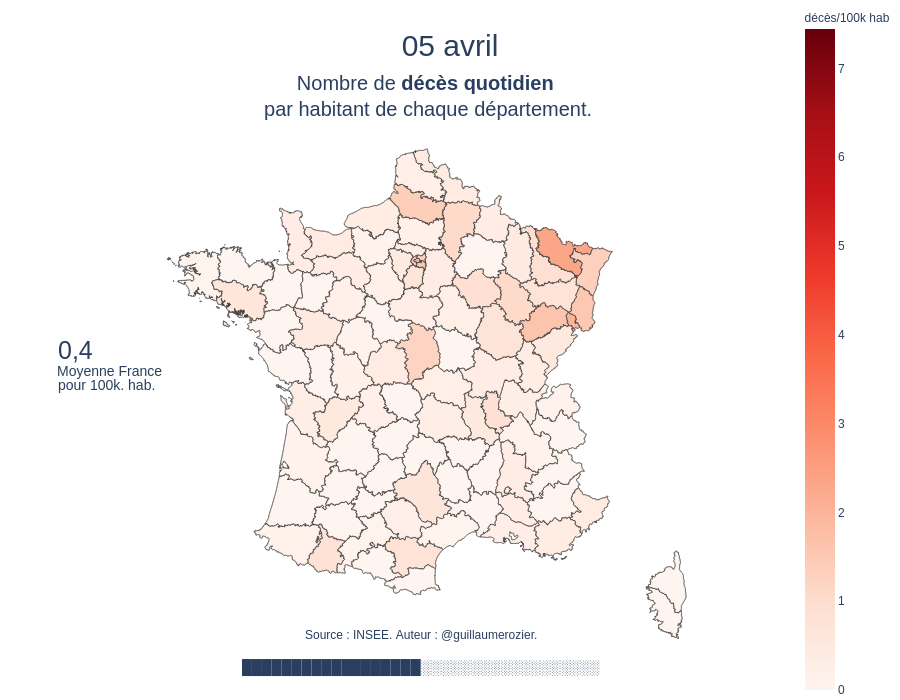 décès/100k hab
05 avril
Nombre de décès quotidien
par habitant de chaque département.
7
6
5
4
3
2
1
0
0,4
Moyenne France
pour 100k. hab.
Source : INSEE. Auteur : @guillaumerozier.